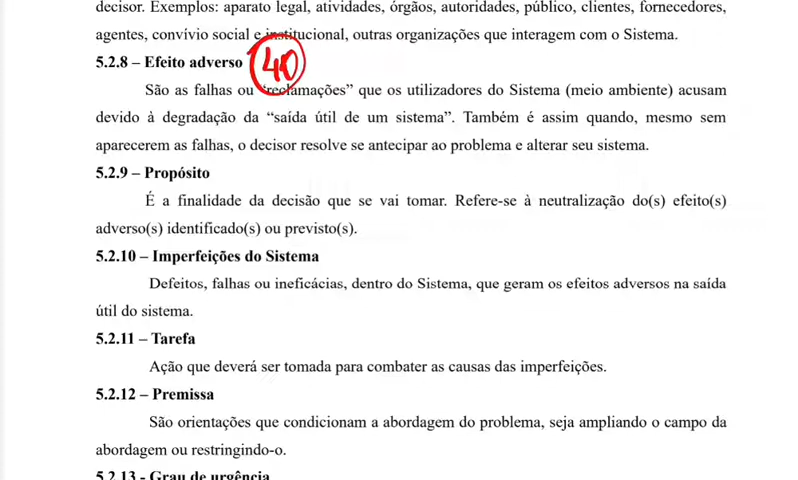 decisor. Exemplos: aparato legal, atividades, órgãos, autoridades, público, clientes, fornecedores,
agentes, convívio social e institucional, outras organizações que interagem com o Sistema.
5.2.8 – Efeito adverso 40
São as falhas ou “reclamações” que os utilizadores do Sistema (meio ambiente) acusam
devido à degradação da “saída útil de um sistema”. Também é assim quando, mesmo sem
aparecerem as falhas, o decisor resolve se antecipar ao problema e alterar seu sistema.
5.2.9 – Propósito
É a finalidade da decisão que se vai tomar. Refere-se à neutralização do(s) efeito(s)
adverso(s) identificado(s) ou previsto(s).
5.2.10 – Imperfeições do Sistema
Defeitos, falhas ou ineficácias, dentro do Sistema, que geram os efeitos adversos na saída
útil do sistema.
5.2.11 – Tarefa
Ação que deverá ser tomada para combater as causas das imperfeições.
5.2.12 – Premissa
São orientações que condicionam a abordagem do problema, seja ampliando o campo da
abordagem ou restringindo-o.
5.2.13 - Grau de urgência